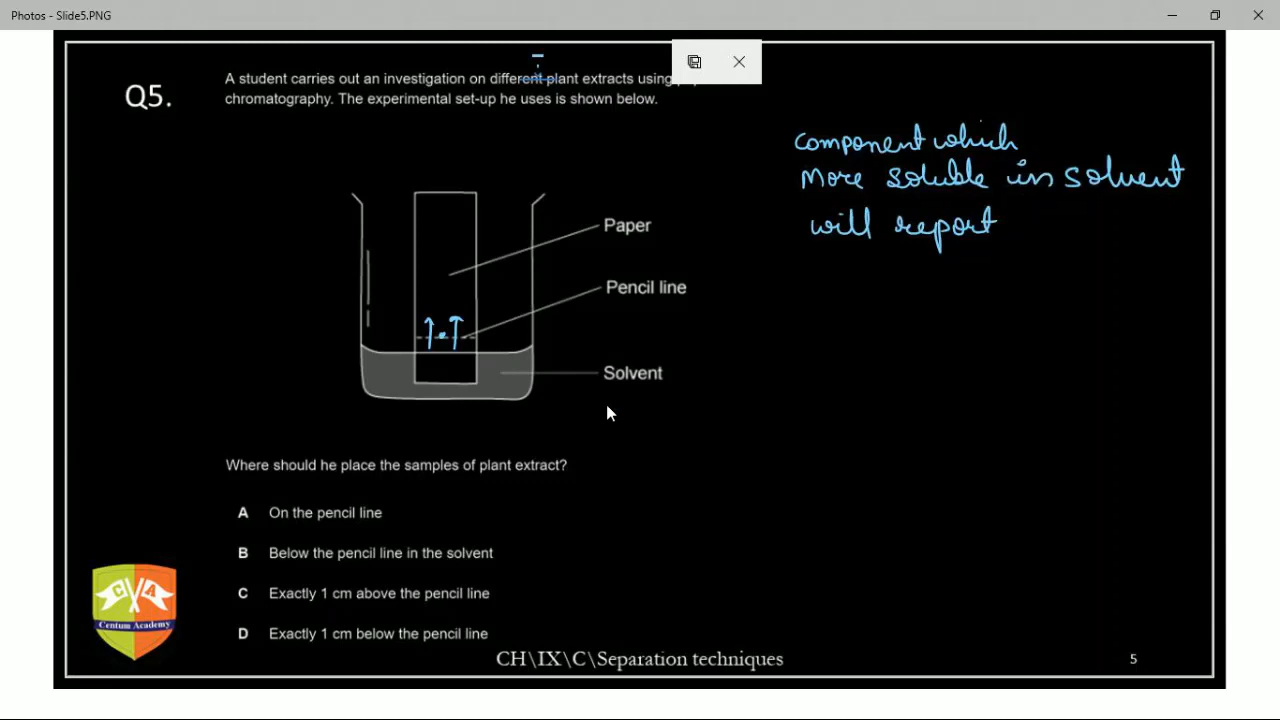 Photos - Slide5.PNG
Q5.
A student carries out an investigation on different plant extracts using
chromatography. The experimental set-up he uses is shown below.
component which
more soluble in solvent
will report
Paper
Pencil line
Solvent
Where should he place the samples of plant extract?
A On the pencil line
B Below the pencil line in the solvent
C Exactly 1 cm above the pencil line
D Exactly 1 cm below the pencil line
C A
Centum Academy
CH\IX\C\Separation techniques
5